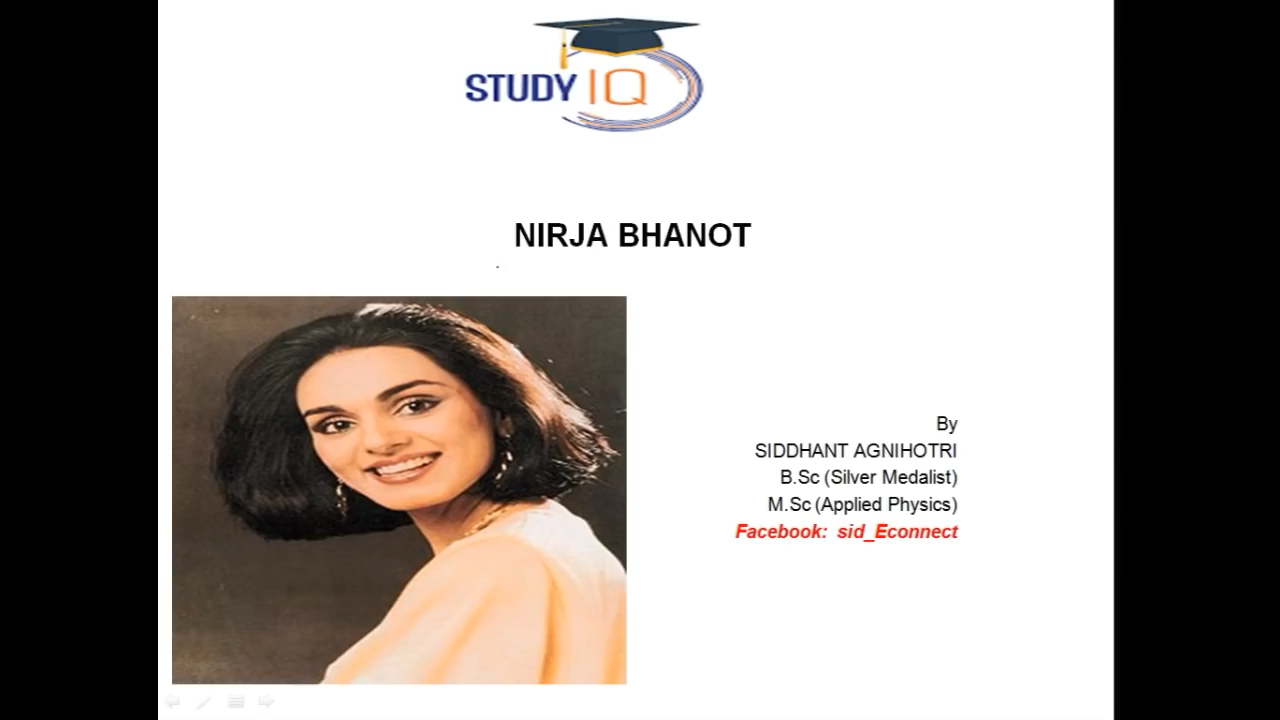 STUDY IQ
NIRJA BHANOT
By
SIDDHANT AGNIHOTRI
B.Sc (Silver Medalist)
M.Sc (Applied Physics)
Facebook: sid_Econnect